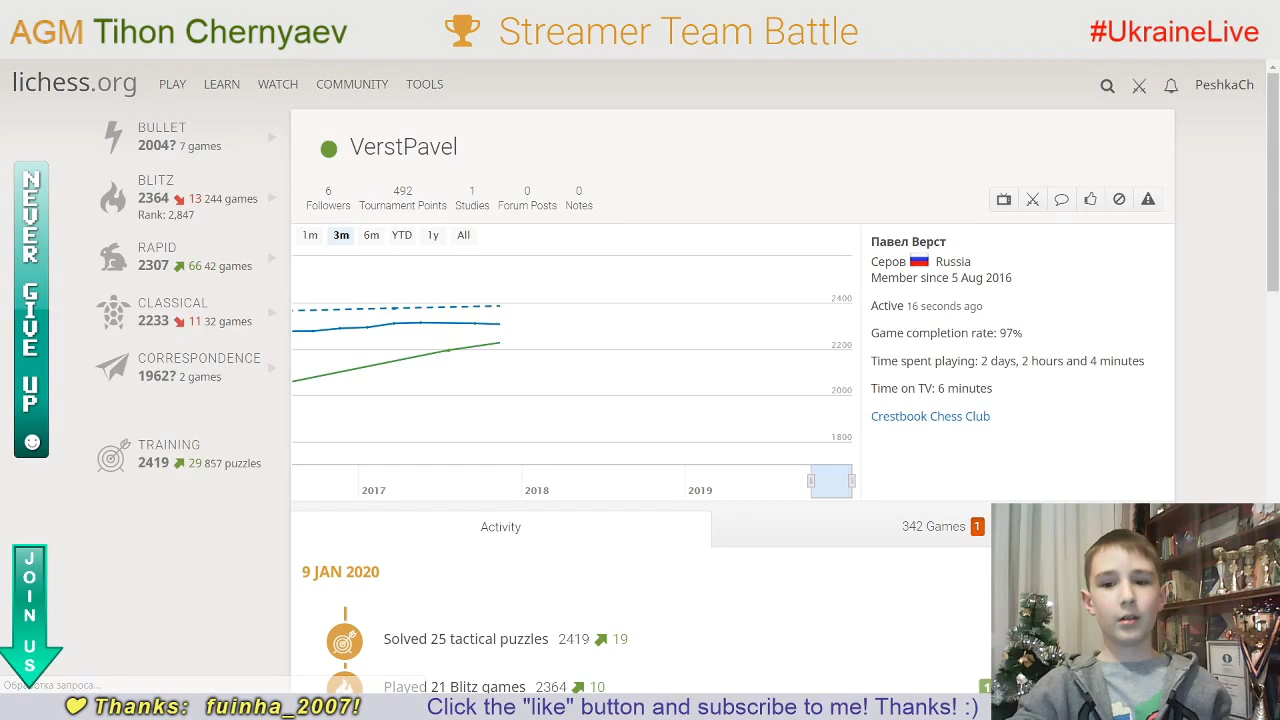 AGM Tihon Chernyaev
Streamer Team Battle
#UkraineLive
lichess.org PLAY LEARN WATCH COMMUNITY TOOLS
PeshkaCh
NEVER GIVE UP
JOIN US
BULLET
2004? 7 games
BLITZ
2364 13 244 games
Rank: 2,847
RAPID
2307 66 42 games
CLASSICAL
2233 11 32 games
CORRESPONDENCE
1962? 2 games
TRAINING
2419 29 857 puzzles
VerstPavel
6 492 1 0 0
Followers Tournament Points Studies Forum Posts Notes
1m 3m 6m YTD 1y All
2400
2200
2000
1800
2017 2018 2019
Павел Верст
Серов Russia
Member since 5 Aug 2016
Active 16 seconds ago
Game completion rate: 97%
Time spent playing: 2 days, 2 hours and 4 minutes
Time on TV: 6 minutes
Crestbook Chess Club
Activity
342 Games 1
9 JAN 2020
Solved 25 tactical puzzles 2419 19
Played 21 Blitz games 2364 10
1
Обработка запроса...
Thanks: fuinha_2007!
Click the "like" button and subscribe to me! Thanks! :)